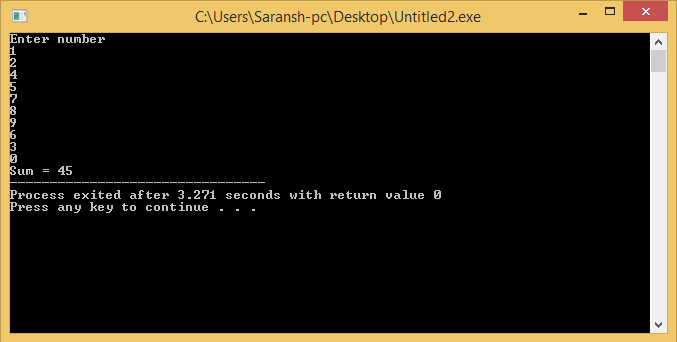 C:\Users\Saransh-pc\Desktop\Untitled2.exe
Enter number
1
2
4
5
7
8
9
6
3
0
Sum = 45
--------------------------------
Process exited after 3.271 seconds with return value 0
Press any key to continue . . .